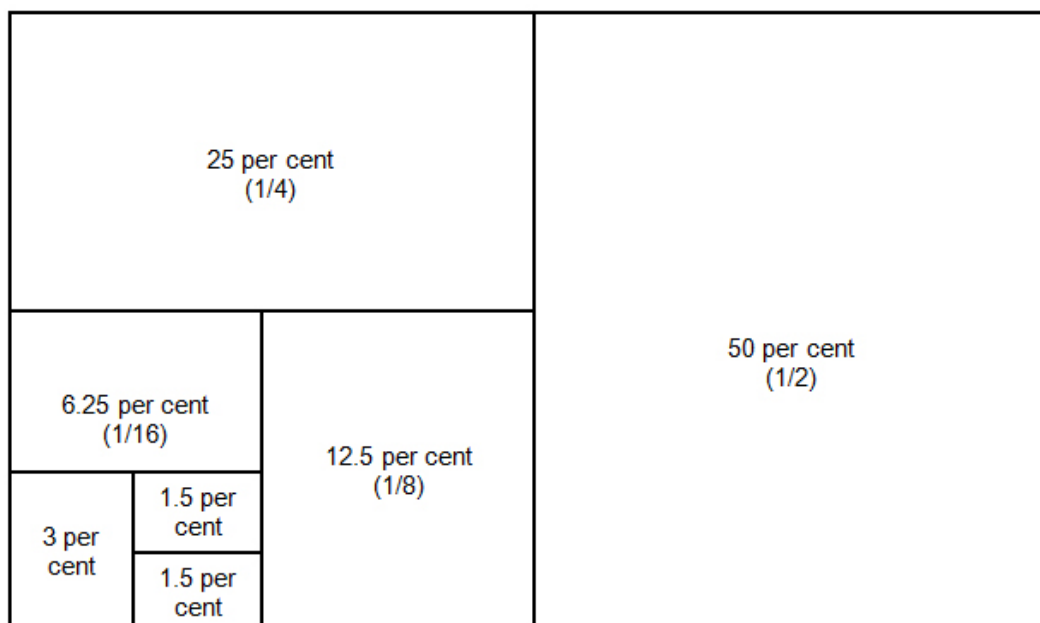 25 per cent
(1/4)
50 per cent
(1/2)
6.25 per cent
(1/16)
12.5 per cent
(1/8)
3 per
cent
1.5 per
cent
1.5 per
cent